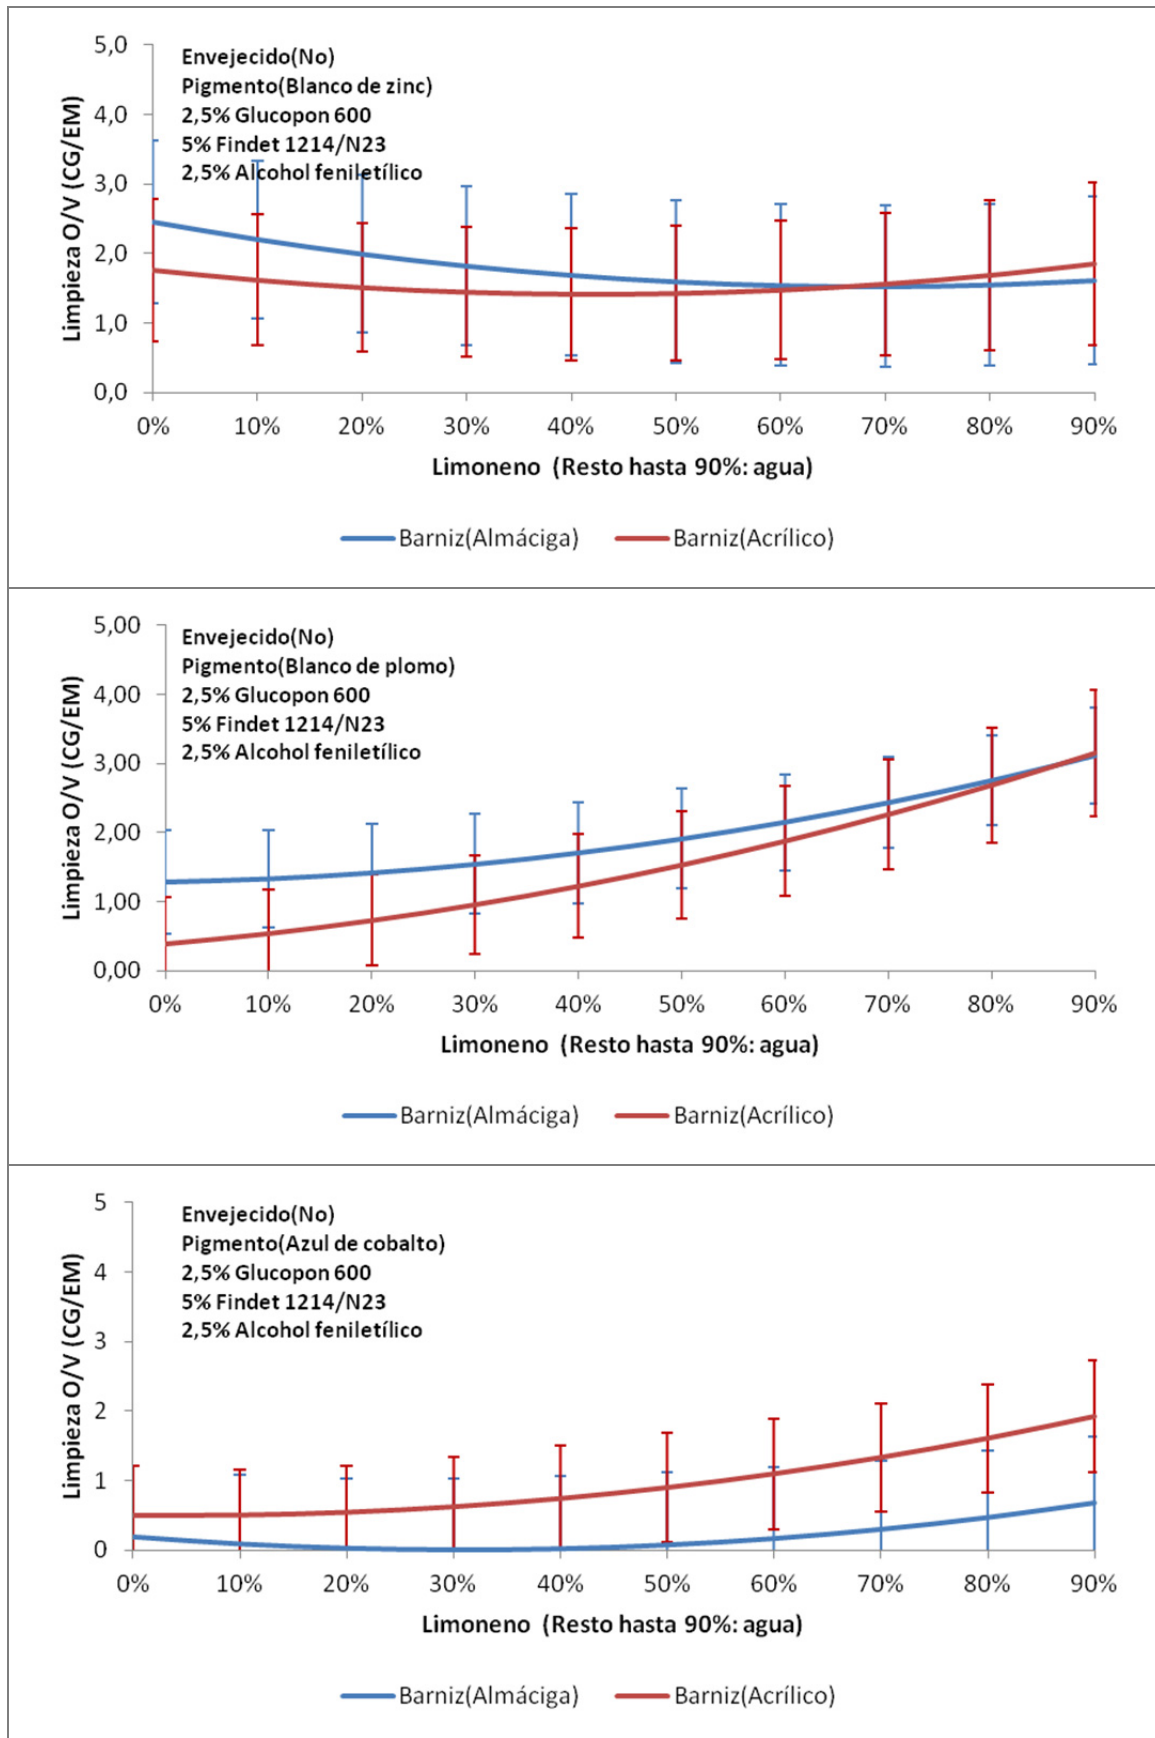 5,0
4,0
3,0
2,0
1,0
0,0
Limpieza O/V (CG/EM)
Envejecido(No)
Pigmento(Blanco de zinc)
2,5% Glucopon 600
5% Findet 1214/N23
2,5% Alcohol feniletílico
0% 10% 20% 30% 40% 50% 60% 70% 80% 90%
Limoneno (Resto hasta 90%: agua)
Barniz(Almáciga) Barniz(Acrílico)
5,00
4,00
3,00
2,00
1,00
0,00
Limpieza O/V (CG/EM)
Envejecido(No)
Pigmento(Blanco de plomo)
2,5% Glucopon 600
5% Findet 1214/N23
2,5% Alcohol feniletílico
0% 10% 20% 30% 40% 50% 60% 70% 80% 90%
Limoneno (Resto hasta 90%: agua)
Barniz(Almáciga) Barniz(Acrílico)
5
4
3
2
1
0
Limpieza O/V (CG/EM)
Envejecido(No)
Pigmento(Azul de cobalto)
2,5% Glucopon 600
5% Findet 1214/N23
2,5% Alcohol feniletílico
0% 10% 20% 30% 40% 50% 60% 70% 80% 90%
Limoneno (Resto hasta 90%: agua)
Barniz(Almáciga) Barniz(Acrílico)